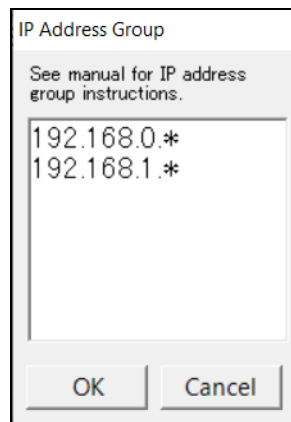 IP Address Group
See manual for IP address
group instructions.
192.168.0.*
192.168.1.*
OK
Cancel